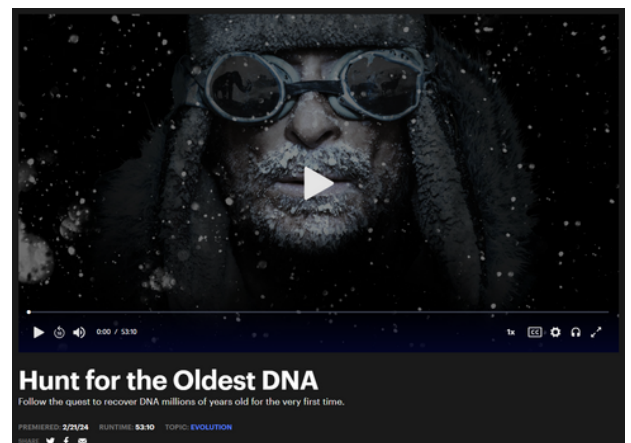 0:00 / 53:10
1x CC
Hunt for the Oldest DNA
Follow the quest to recover DNA millions of years old for the very first time.
PREMIERED: 2/21/24 RUNTIME: 53:10 TOPIC: EVOLUTION
SHARE